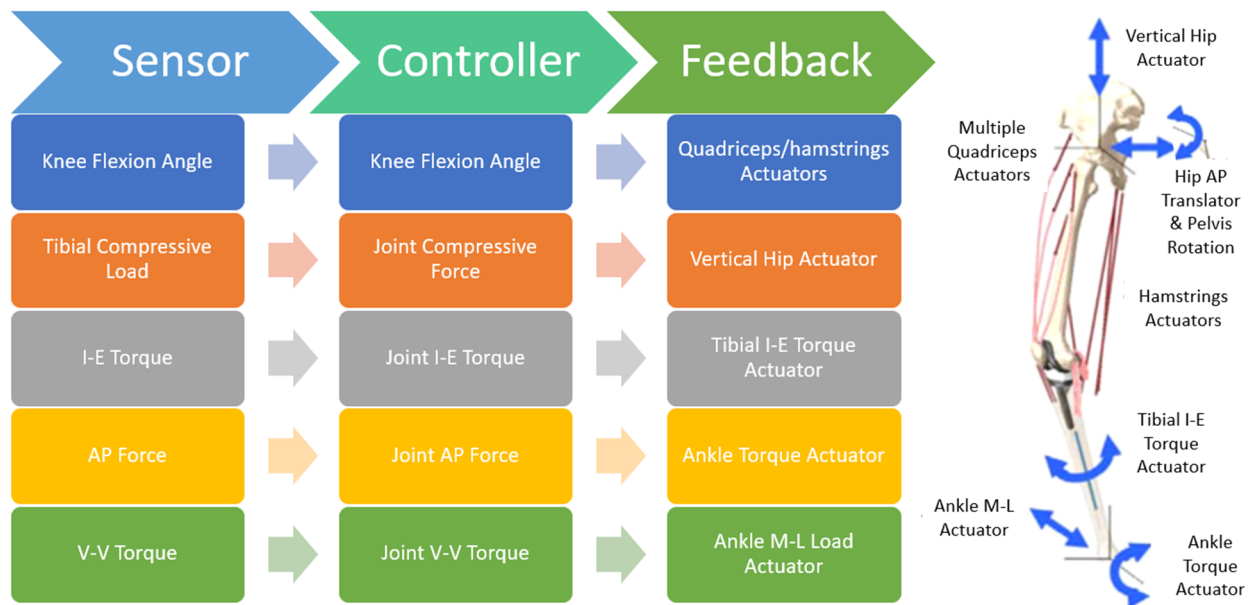 Sensor
Controller
Feedback
Knee Flexion Angle
Knee Flexion Angle
Quadriceps/hamstrings
Actuators
Tibial Compressive
Load
Joint Compressive
Force
Vertical Hip Actuator
I-E Torque
Joint I-E Torque
Tibial I-E Torque
Actuator
AP Force
Joint AP Force
Ankle Torque Actuator
V-V Torque
Joint V-V Torque
Ankle M-L Load
Actuator
Vertical Hip
Actuator
Multiple
Quadriceps
Actuators
Hip AP
Translator
& Pelvis
Rotation
Hamstrings
Actuators
Tibial I-E
Torque
Actuator
Ankle M-L
Actuator
Ankle
Torque
Actuator